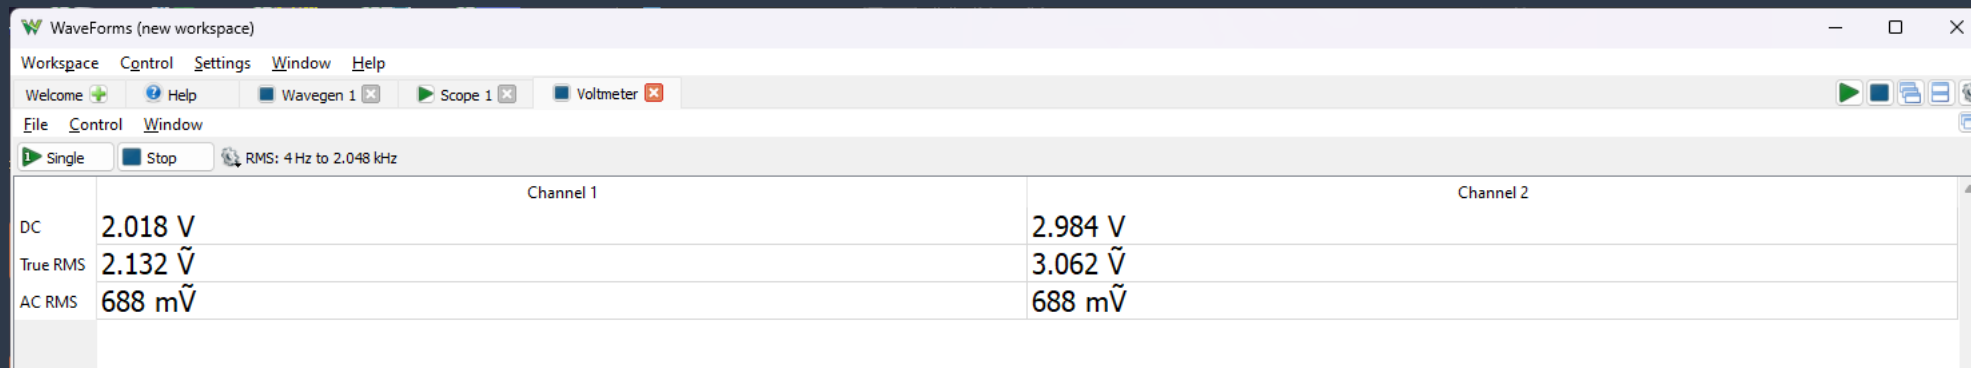 WaveForms (new workspace)
Workspace Control Settings Window Help
Welcome Help Wavegen 1 Scope 1 Voltmeter
File Control Window
Single Stop RMS: 4 Hz to 2.048 kHz
Channel 1 Channel 2
DC 2.018 V 2.984 V
True RMS 2.132 Ṽ 3.062 Ṽ
AC RMS 688 mṼ 688 mṼ